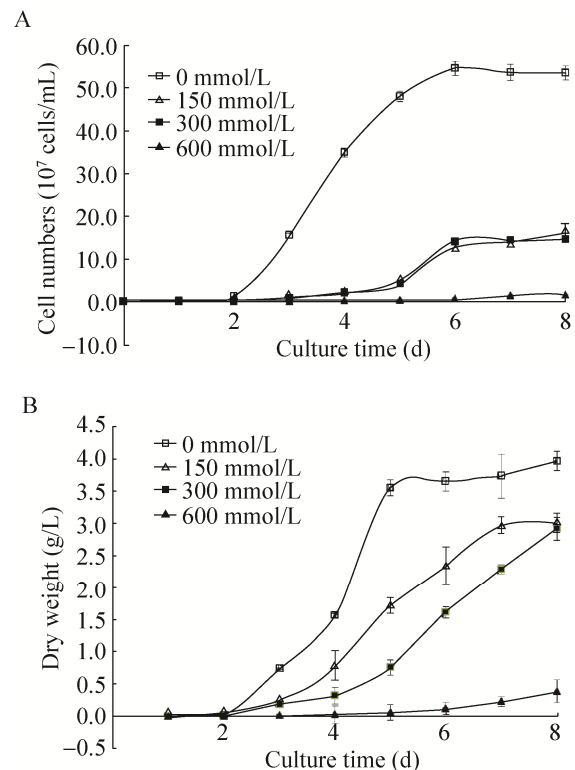 A
Cell numbers (10⁷ cells/mL)
60.0
50.0
40.0
30.0
20.0
10.0
0.0
−10.0
0 mmol/L
150 mmol/L
300 mmol/L
600 mmol/L
2 4 6 8
Culture time (d)
B
Dry weight (g/L)
4.5
4.0
3.5
3.0
2.5
2.0
1.5
1.0
0.5
0.0
−0.5
0 mmol/L
150 mmol/L
300 mmol/L
600 mmol/L
2 4 6 8
Culture time (d)